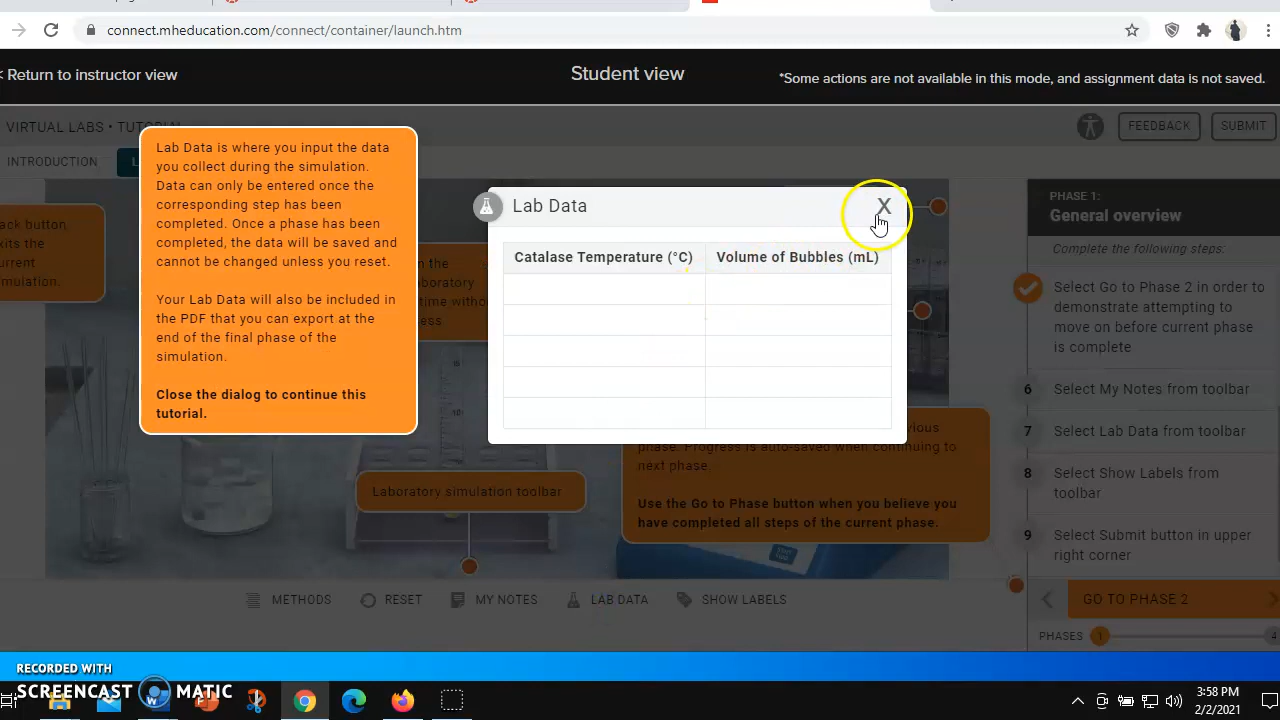 connect.mheducation.com/connect/container/launch.htm
< Return to instructor view
Student view
*Some actions are not available in this mode, and assignment data is not saved.
VIRTUAL LABS • TUTORIAL
FEEDBACK
SUBMIT
INTRODUCTION
Lab Data is where you input the data
you collect during the simulation.
Data can only be entered once the
corresponding step has been
completed. Once a phase has been
completed, the data will be saved and
cannot be changed unless you reset.
Your Lab Data will also be included in
the PDF that you can export at the
end of the final phase of the
simulation.
Close the dialog to continue this
tutorial.
button
the
current
Lab Data
X
Catalase Temperature (°C)
Volume of Bubbles (mL)
PHASE 1:
General overview
Complete the following steps:
Select Go to Phase 2 in order to
demonstrate attempting to
move on before current phase
is complete
6 Select My Notes from toolbar
7 Select Lab Data from toolbar
8 Select Show Labels from
toolbar
9 Select Submit button in upper
right corner
phase. Progress is auto-saved when continuing to
next phase.
Use the Go to Phase button when you believe you
have completed all steps of the current phase.
Laboratory simulation toolbar
METHODS
RESET
MY NOTES
LAB DATA
SHOW LABELS
GO TO PHASE 2
PHASES 1
4
RECORDED WITH
SCREENCAST MATIC
3:58 PM
2/2/2021